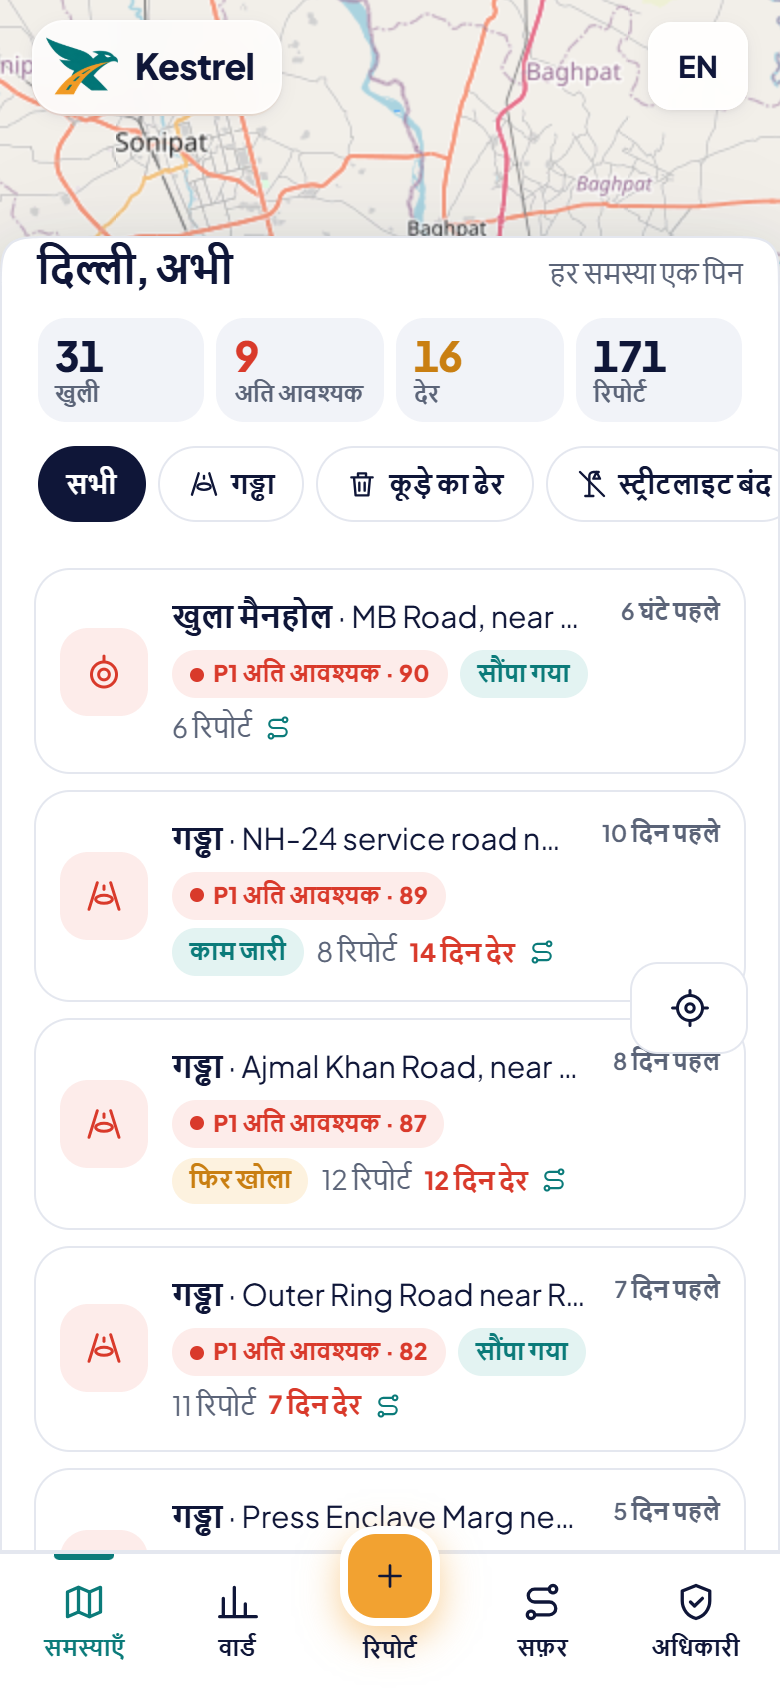 Kestrel
EN
Baghpat
Sonipat
Baghpat
Baghpat
दिल्ली, अभी
हर समस्या एक पिन
31
खुली
9
अति आवश्यक
16
देर
171
रिपोर्ट
सभी
गड्ढा
कूड़े का ढेर
स्ट्रीटलाइट बंद
खुला मैनहोल · MB Road, near ...
6 घंटे पहले
P1 अति आवश्यक · 90
सौंपा गया
6 रिपोर्ट
गड्ढा · NH-24 service road n...
10 दिन पहले
P1 अति आवश्यक · 89
काम जारी
8 रिपोर्ट 14 दिन देर
गड्ढा · Ajmal Khan Road, near ...
8 दिन पहले
P1 अति आवश्यक · 87
फिर खोला
12 रिपोर्ट 12 दिन देर
गड्ढा · Outer Ring Road near R...
7 दिन पहले
P1 अति आवश्यक · 82
सौंपा गया
11 रिपोर्ट 7 दिन देर
गड्ढा · Press Enclave Marg ne...
5 दिन पहले
समस्याएँ
वार्ड
रिपोर्ट
सफ़र
अधिकारी